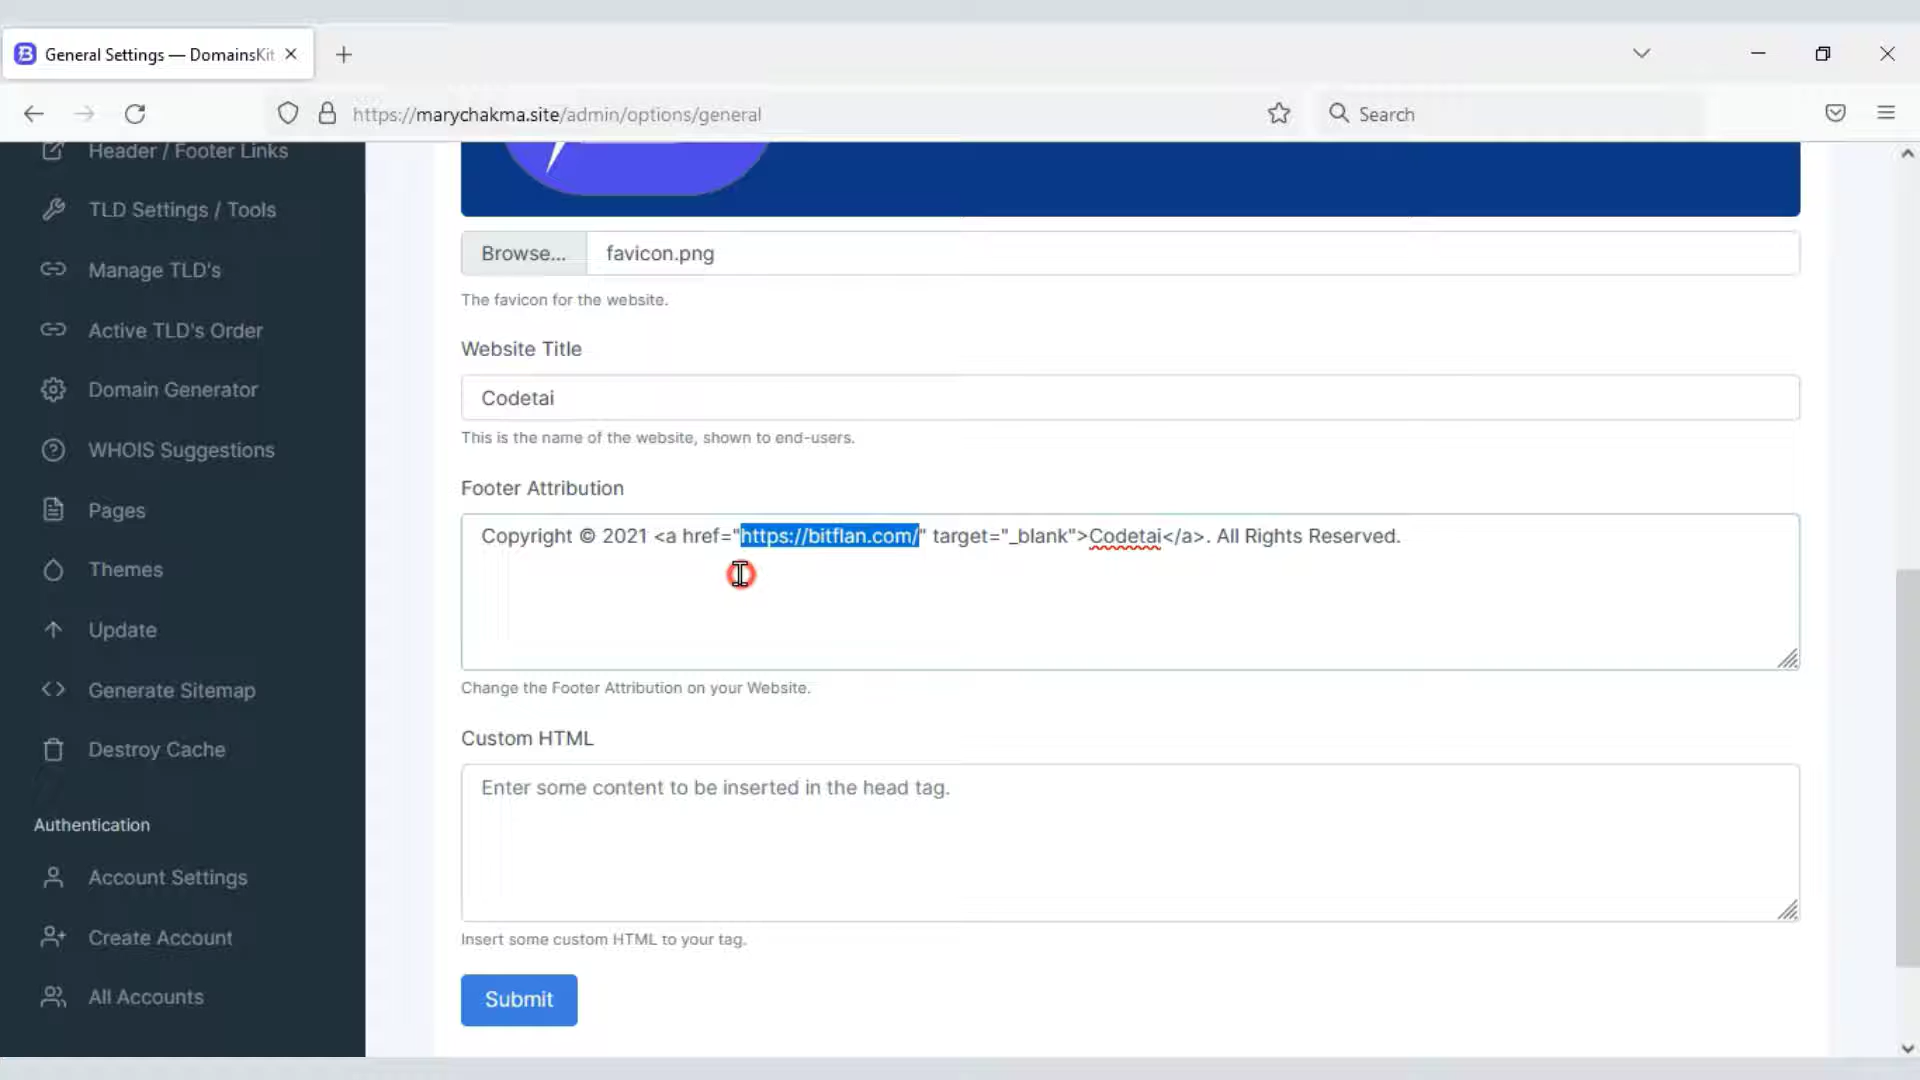 General Settings — DomainsKit
https://marychakma.site/admin/options/general
Search
Header / Footer Links
TLD Settings / Tools
Manage TLD's
Active TLD's Order
Domain Generator
WHOIS Suggestions
Pages
Themes
Update
Generate Sitemap
Destroy Cache
Authentication
Account Settings
Create Account
All Accounts
Browse... favicon.png
The favicon for the website.
Website Title
Codetai
This is the name of the website, shown to end-users.
Footer Attribution
Copyright © 2021 <a href="https://bitflan.com/" target="_blank">Codetai</a>. All Rights Reserved.
Change the Footer Attribution on your Website.
Custom HTML
Enter some content to be inserted in the head tag.
Insert some custom HTML to your tag.
Submit